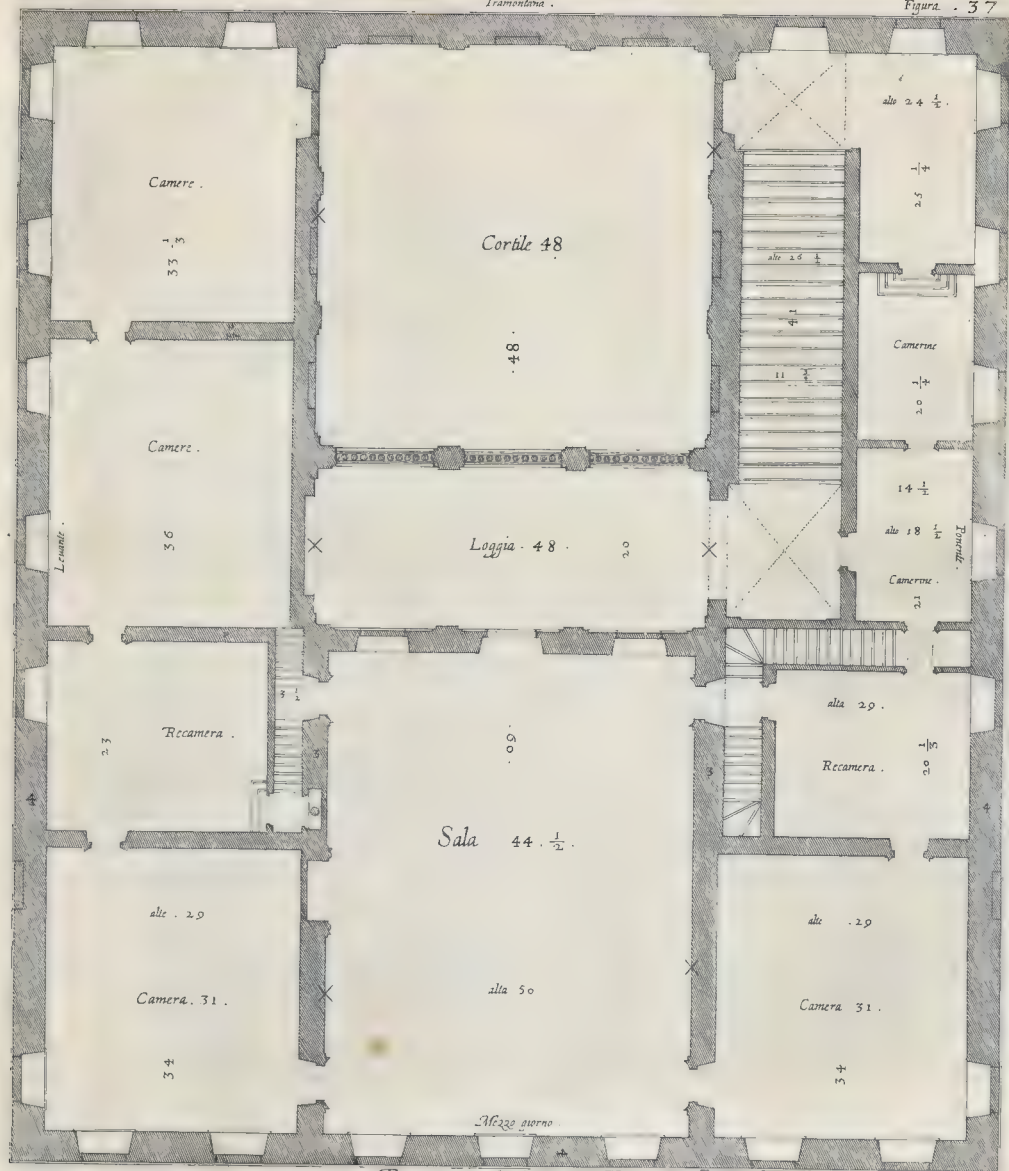 Tramontana .
Figura . 37
Camere .
33 1/3
Cortile 48
. 48 .
alte 24 1/2 .
25 1/4
alte 26 1/2
41
11
Camerine
20 1/4
Camere .
36
Levante .
Loggia . 48 .
20
14 1/2
alte 18 1/2
Ponente .
Camerine .
21
3 1/2
3
Recamera .
23
. 60 .
alta 29 .
20 1/3
Recamera .
3
4
4
Sala 44 . 1/2 .
alte . 29
Camera . 31 .
34
alta 50
alte . 29
Camera 31 .
34
Mezzo giorno .
4